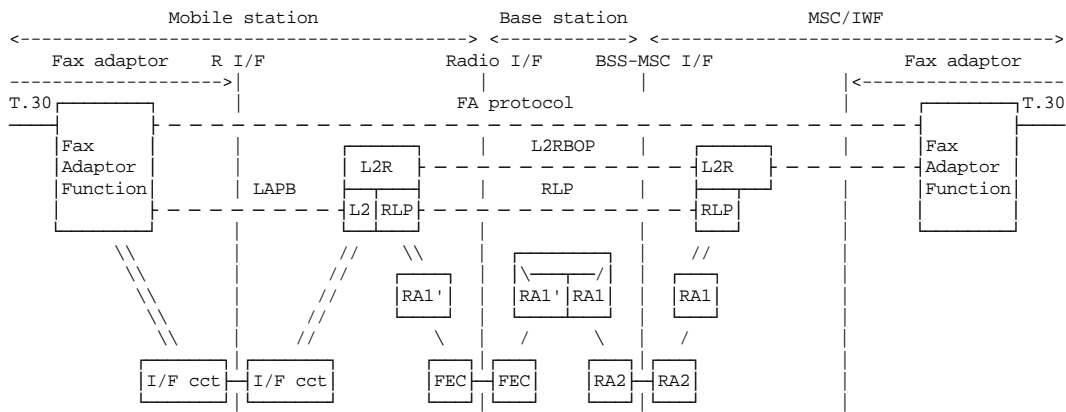 Mobile station Base station MSC/IWF
Fax adaptor R I/F Radio I/F BSS-MSC I/F Fax adaptor
T.30 FA protocol T.30
Fax L2RBOP Fax
Adaptor L2R L2R Adaptor
Function LAPB RLP Function
L2 RLP RLP
RA1' RA1' RA1 RA1
I/F cct I/F cct FEC FEC RA2 RA2